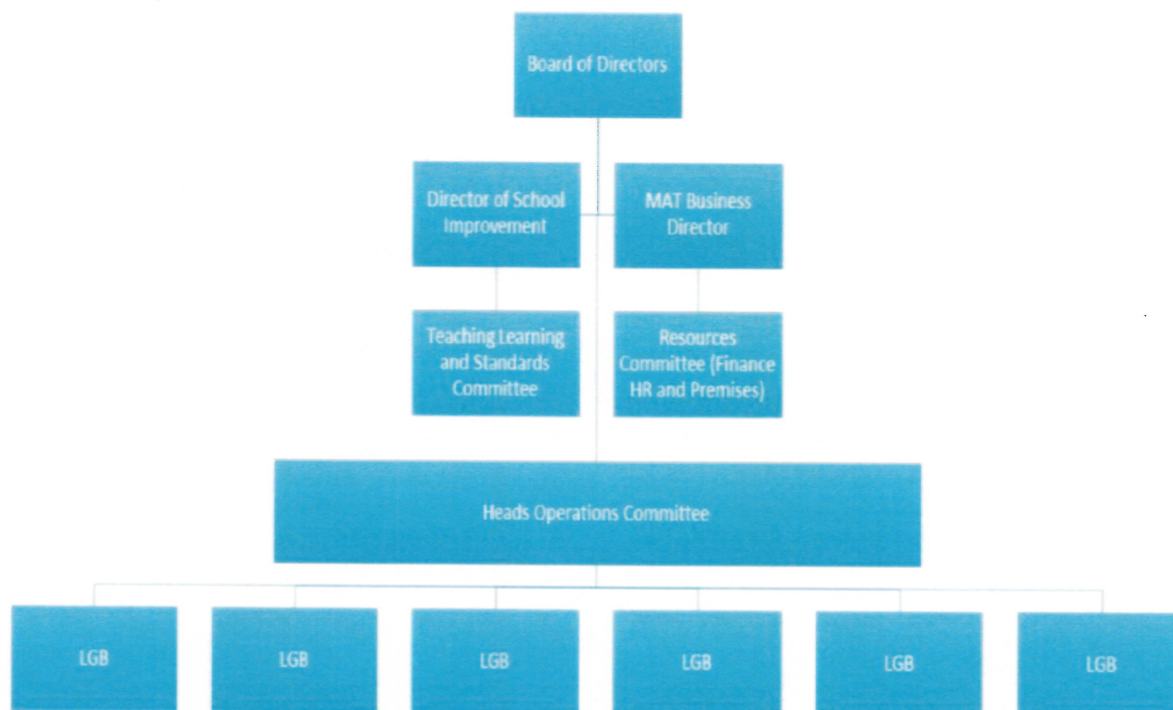 Board of Directors
Director of School
Improvement
MAT Business
Director
Teaching Learning
and Standards
Committee
Resources
Committee (Finance
HR and Premises)
Heads Operations Committee
LGB
LGB
LGB
LGB
LGB
LGB